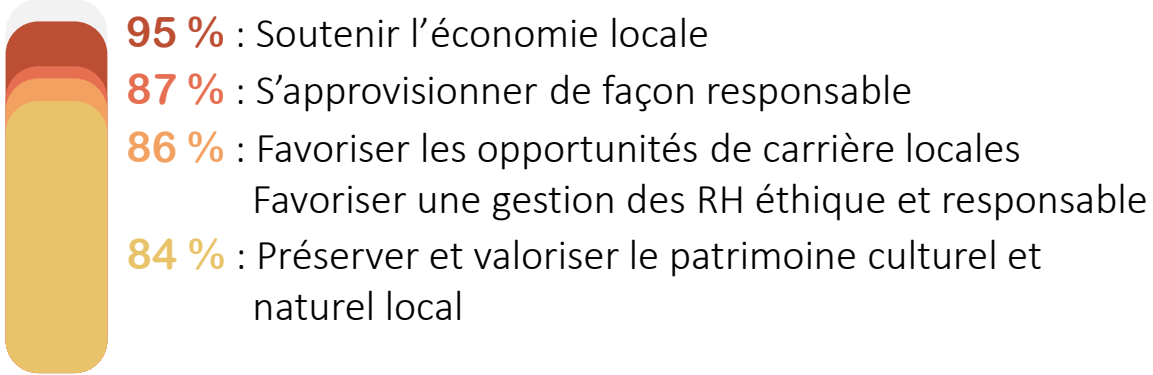 95 % : Soutenir l’économie locale
87 % : S’approvisionner de façon responsable
86 % : Favoriser les opportunités de carrière locales
Favoriser une gestion des RH éthique et responsable
84 % : Préserver et valoriser le patrimoine culturel et
naturel local